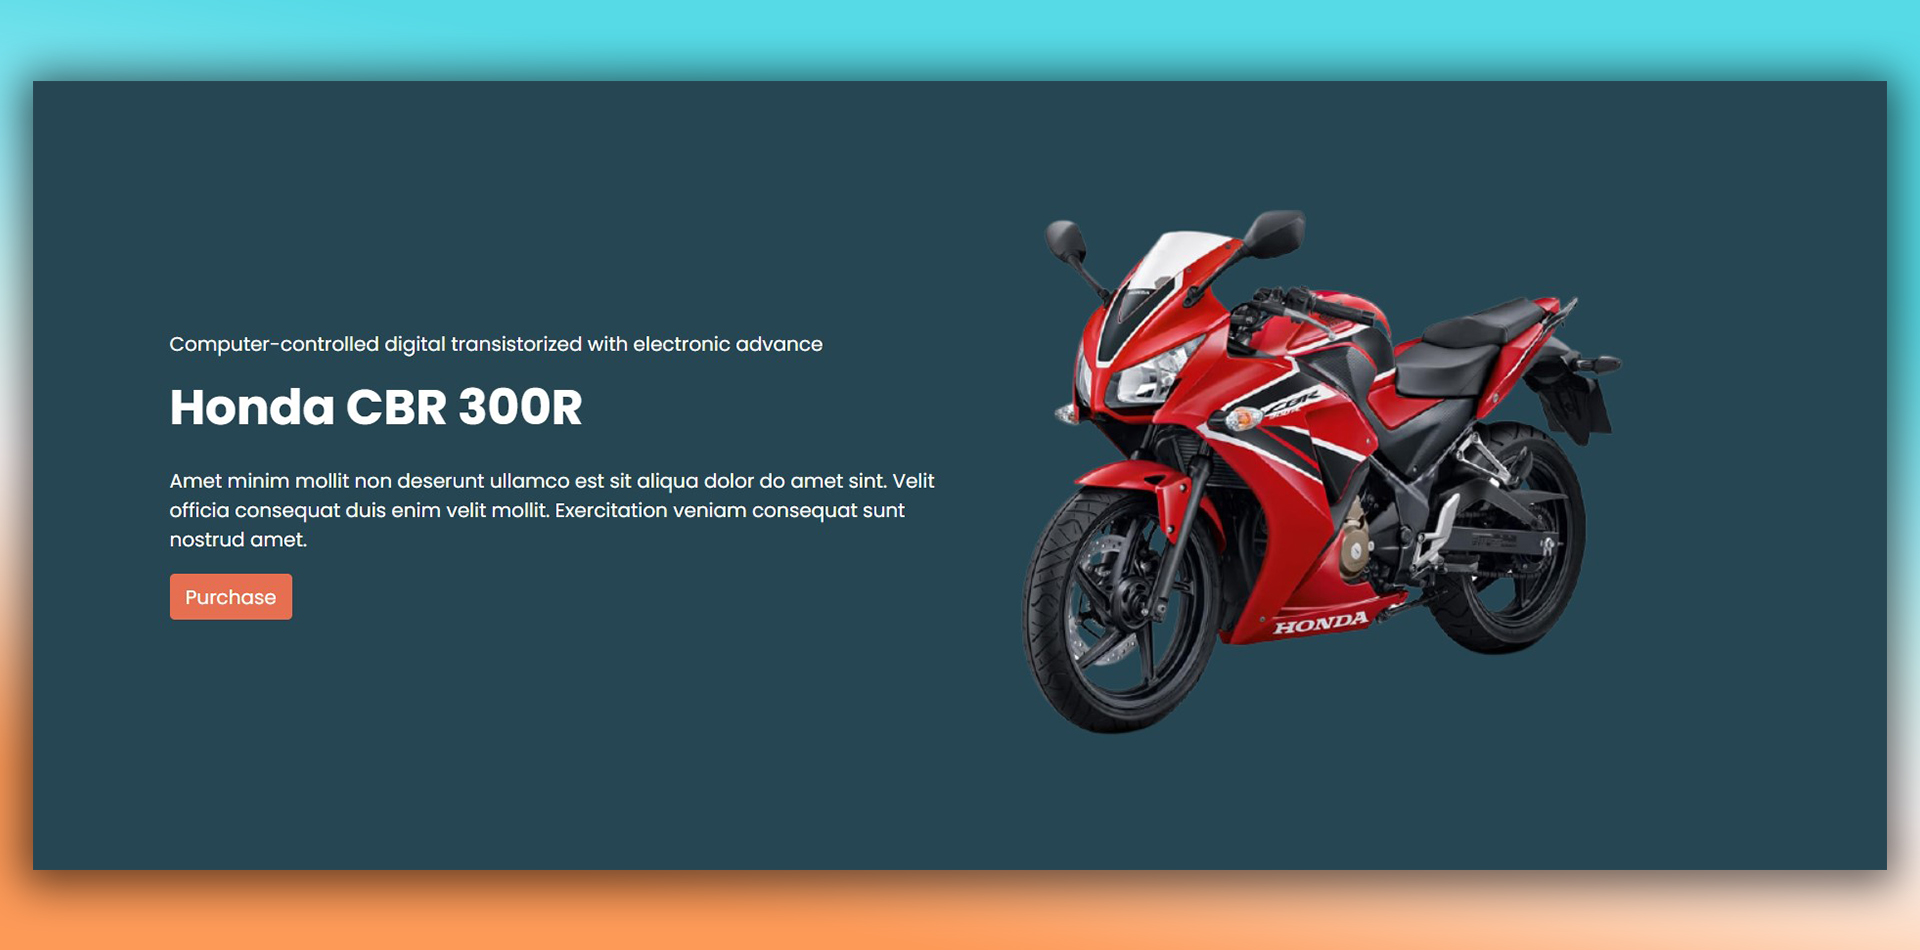 Computer-controlled digital transistorized with electronic advance
Honda CBR 300R
Amet minim mollit non deserunt ullamco est sit aliqua dolor do amet sint. Velit
officia consequat duis enim velit mollit. Exercitation veniam consequat sunt
nostrud amet.
Purchase
CBR
300R
HONDA